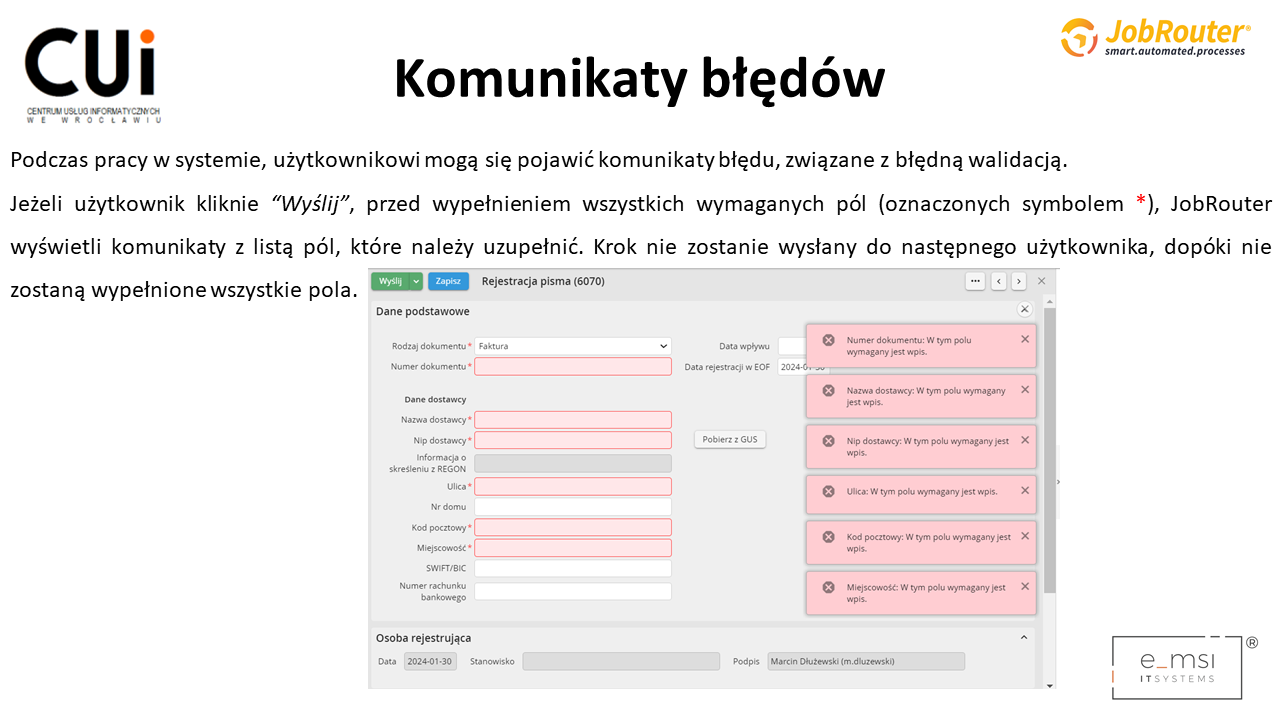 CUi
CENTRUM USŁUG INFORMATYCZNYCH
WE WROCŁAWIU
JobRouter®
smart.automated.processes
Komunikaty błędów
Podczas pracy w systemie, użytkownikowi mogą się pojawić komunikaty błędu, związane z błędną walidacją.
Jeżeli użytkownik kliknie “Wyślij”, przed wypełnieniem wszystkich wymaganych pól (oznaczonych symbolem *), JobRouter
wyświetli komunikaty z listą pól, które należy uzupełnić. Krok nie zostanie wysłany do następnego użytkownika, dopóki nie
zostaną wypełnione wszystkie pola.
Wyślij Zapisz Rejestracja pisma (6070)
Dane podstawowe
Rodzaj dokumentu * Faktura Data wpływu
Numer dokumentu * Data rejestracji w EOF 2024-01-30
Dane dostawcy
Nazwa dostawcy *
Nip dostawcy * Pobierz z GUS
Informacja o
skreśleniu z REGON
Ulica *
Nr domu
Kod pocztowy *
Miejscowość *
SWIFT/BIC
Numer rachunku
bankowego
Numer dokumentu: W tym polu
wymagany jest wpis.
Nazwa dostawcy: W tym polu wymagany
jest wpis.
Nip dostawcy: W tym polu wymagany jest
wpis.
Ulica: W tym polu wymagany jest wpis.
Kod pocztowy: W tym polu wymagany jest
wpis.
Miejscowość: W tym polu wymagany jest
wpis.
Osoba rejestrująca
Data 2024-01-30 Stanowisko Podpis Marcin Dłużewski (m.dluzewski)
e_msi ®
ITSYSTEMS